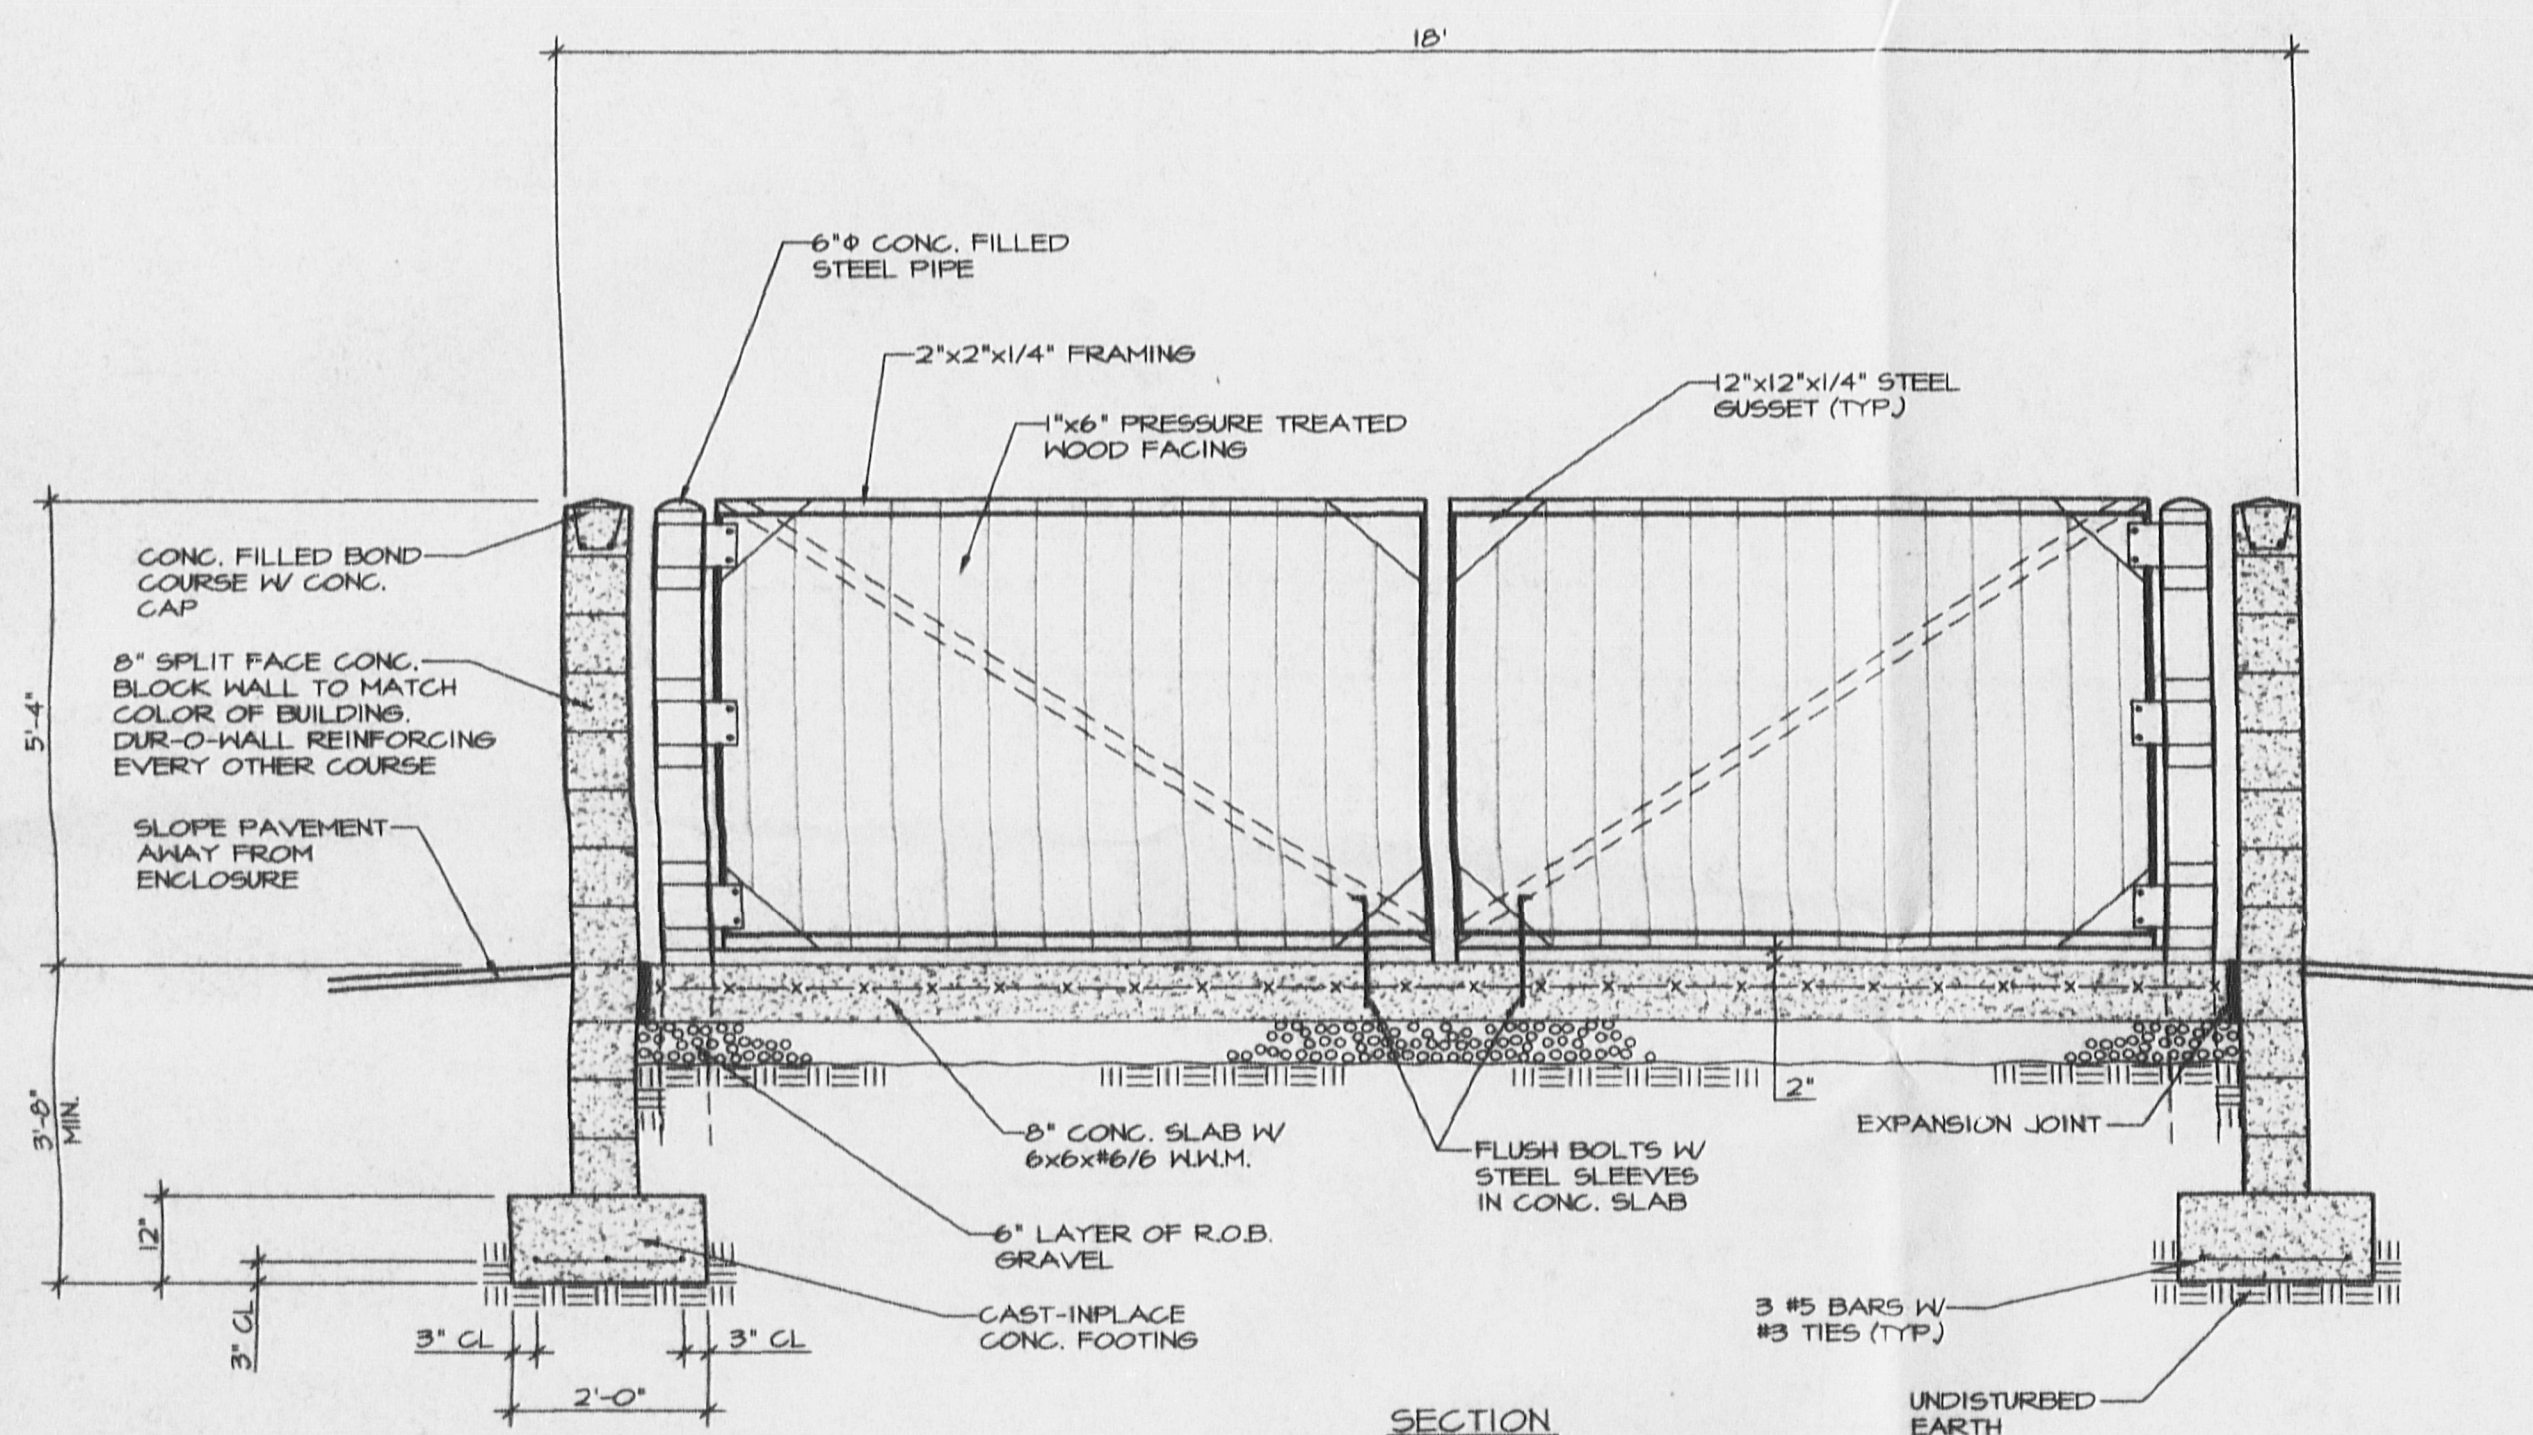 18'
6"Φ CONC. FILLED
STEEL PIPE
2"x2"x1/4" FRAMING
12"x12"x1/4" STEEL
GUSSET (TYP.)
1"x6" PRESSURE TREATED
WOOD FACING
CONC. FILLED BOND
COURSE W/ CONC.
CAP
8" SPLIT FACE CONC.
BLOCK WALL TO MATCH
COLOR OF BUILDING.
DUR-O-WALL REINFORCING
EVERY OTHER COURSE
5'-4"
SLOPE PAVEMENT
AWAY FROM
ENCLOSURE
3'-8"
MIN.
2"
8" CONC. SLAB W/
6x6x#6/6 W.W.M.
FLUSH BOLTS W/
STEEL SLEEVES
IN CONC. SLAB
EXPANSION JOINT
12"
6" LAYER OF R.O.B.
GRAVEL
3" CL
3" CL
3" CL
CAST-INPLACE
CONC. FOOTING
3 #5 BARS W/
#3 TIES (TYP.)
2'-0"
UNDISTURBED
EARTH
SECTION